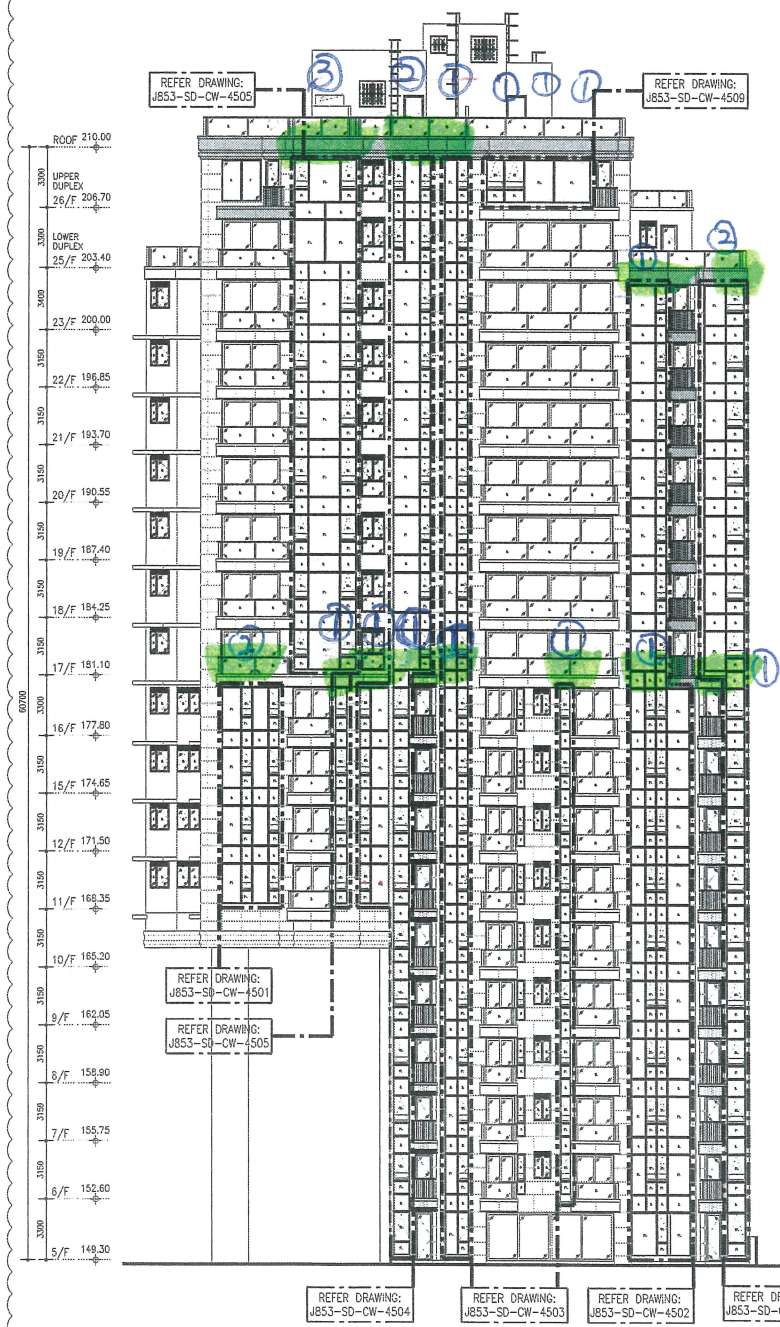 ③ ② ① ① ① ①
REFER DRAWING:
J853-SD-CW-4505
REFER DRAWING:
J853-SD-CW-4509
ROOF 210.00
3300
UPPER
DUPLEX
26/F 206.70
3300
LOWER
DUPLEX
25/F 203.40
① ②
3400
23/F 200.00
3150
22/F 196.85
3150
21/F 193.70
3150
20/F 190.55
3150
19/F 187.40
3150
18/F 184.25
3150
② ① ① ① ① ① ① ①
17/F 181.10
60700
3300
16/F 177.80
3150
15/F 174.65
3150
12/F 171.50
3150
11/F 168.35
3150
10/F 165.20
REFER DRAWING:
J853-SD-CW-4501
3150
9/F 162.05
REFER DRAWING:
J853-SD-CW-4505
3150
8/F 158.90
3150
7/F 155.75
3150
6/F 152.60
3300
5/F 149.30
REFER DRAWING:
J853-SD-CW-4504
REFER DRAWING:
J853-SD-CW-4503
REFER DRAWING:
J853-SD-CW-4502
REFER DR
J853-SD-C